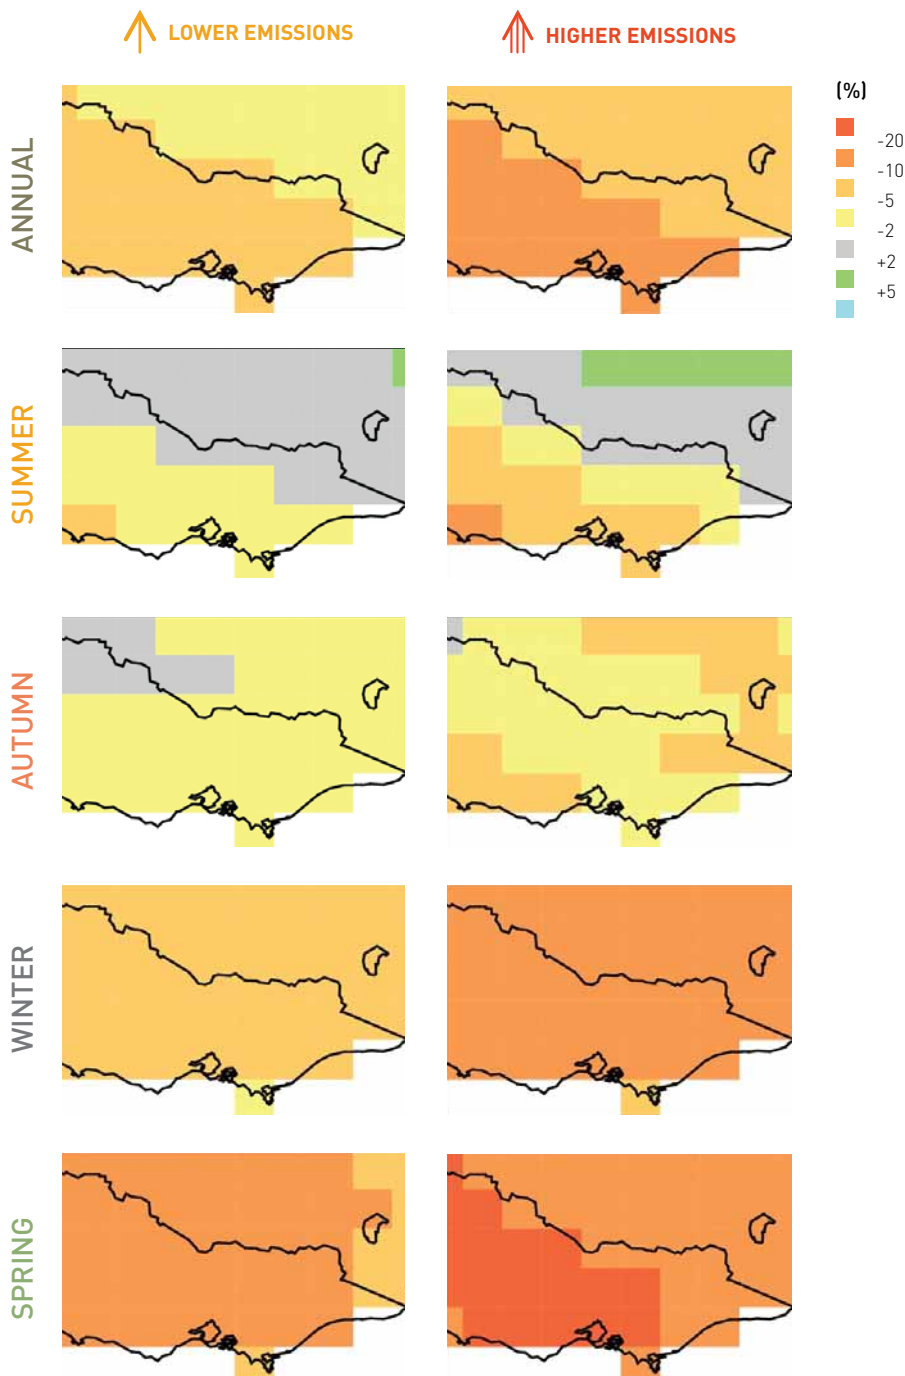 LOWER EMISSIONS
HIGHER EMISSIONS
(%)
-20
-10
-5
-2
+2
+5
ANNUAL
SUMMER
AUTUMN
WINTER
SPRING